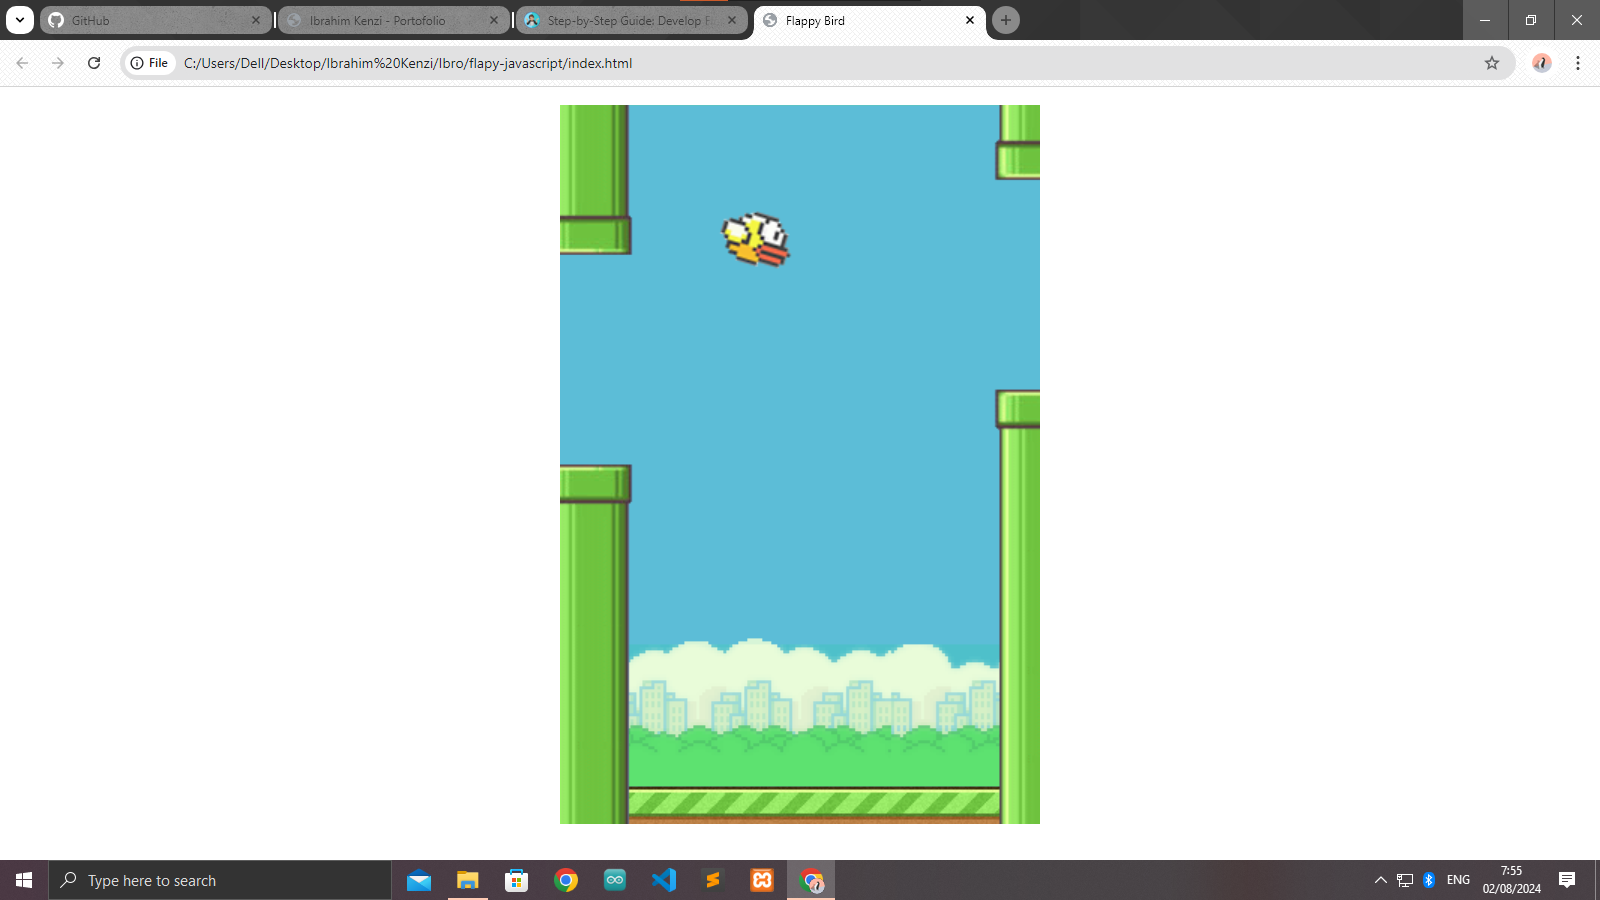 GitHub
Ibrahim Kenzi - Portofolio
Step-by-Step Guide: Develop
Flappy Bird
File
C:/Users/Dell/Desktop/Ibrahim%20Kenzi/Ibro/flapy-javascript/index.html
Type here to search
ENG
7:55
02/08/2024